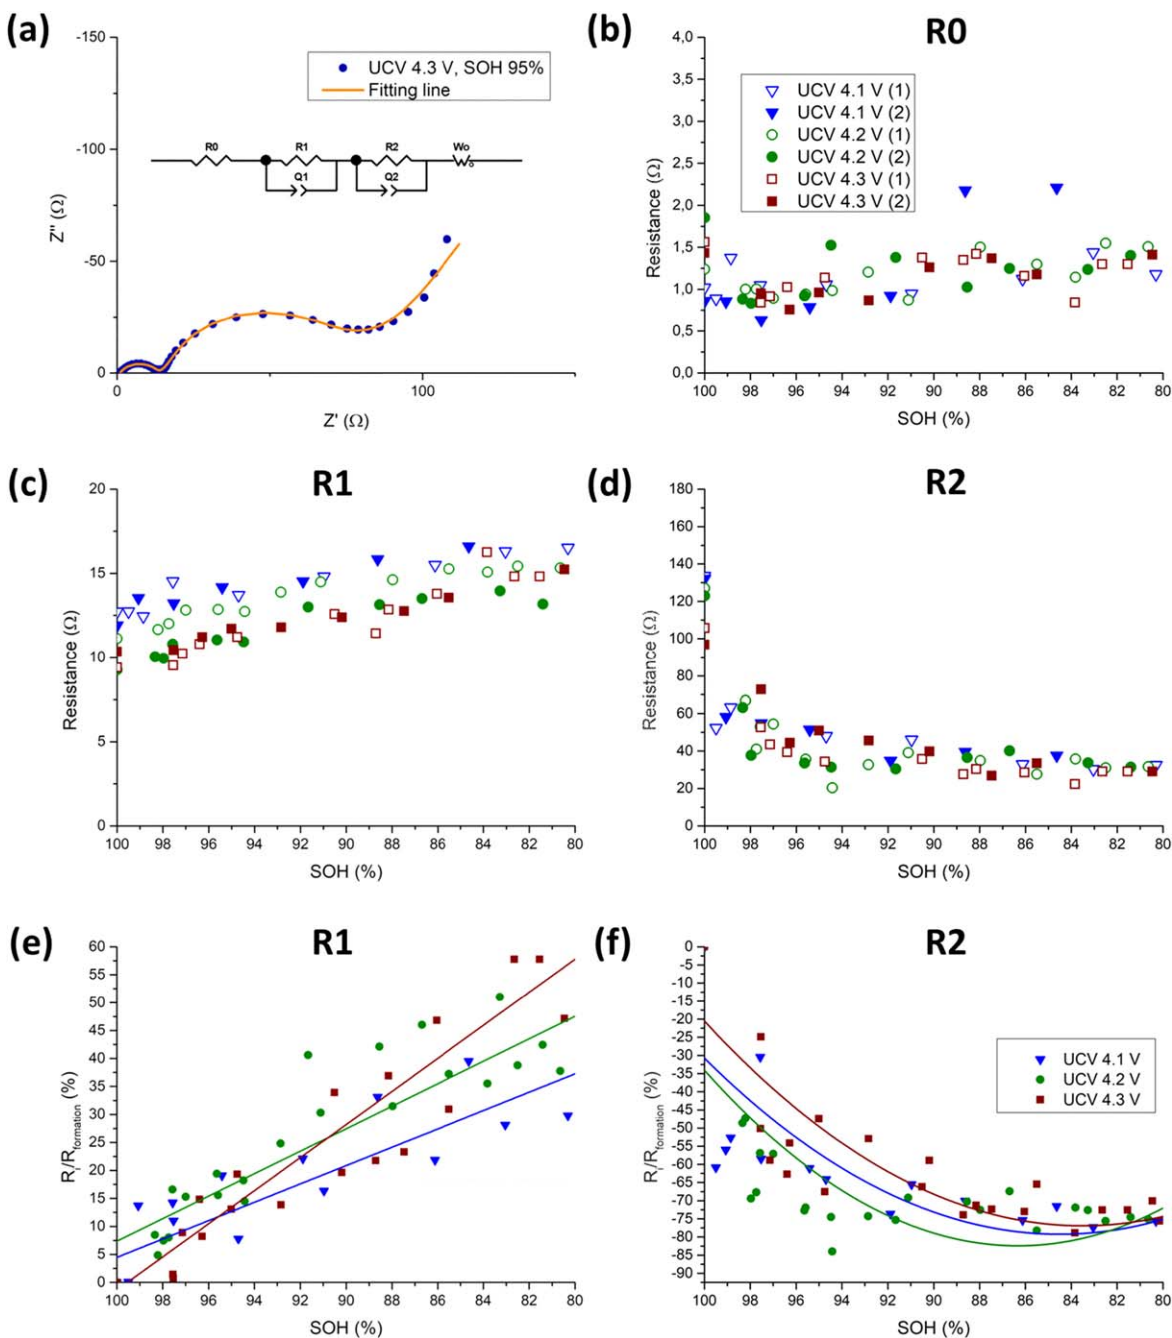 (a)
-150
-100
-50
0
Z'' (Ω)
UCV 4.3 V, SOH 95%
Fitting line
R0
R1
R2
Wo
Q1
Q2
0
100
Z' (Ω)
(b)
R0
4,0
3,5
3,0
2,5
2,0
1,5
1,0
0,5
0,0
Resistance (Ω)
UCV 4.1 V (1)
UCV 4.1 V (2)
UCV 4.2 V (1)
UCV 4.2 V (2)
UCV 4.3 V (1)
UCV 4.3 V (2)
100 98 96 94 92 90 88 86 84 82 80
SOH (%)
(c)
R1
20
15
10
5
0
Resistance (Ω)
100 98 96 94 92 90 88 86 84 82 80
SOH (%)
(d)
R2
180
160
140
120
100
80
60
40
20
0
Resistance (Ω)
100 98 96 94 92 90 88 86 84 82 80
SOH (%)
(e)
R1
60
55
50
45
40
35
30
25
20
15
10
5
0
Ri/Rformation (%)
100 98 96 94 92 90 88 86 84 82 80
SOH (%)
(f)
R2
0
-5
-10
-15
-20
-25
-30
-35
-40
-45
-50
-55
-60
-65
-70
-75
-80
-85
-90
Ri/Rformation (%)
UCV 4.1 V
UCV 4.2 V
UCV 4.3 V
100 98 96 94 92 90 88 86 84 82 80
SOH (%)